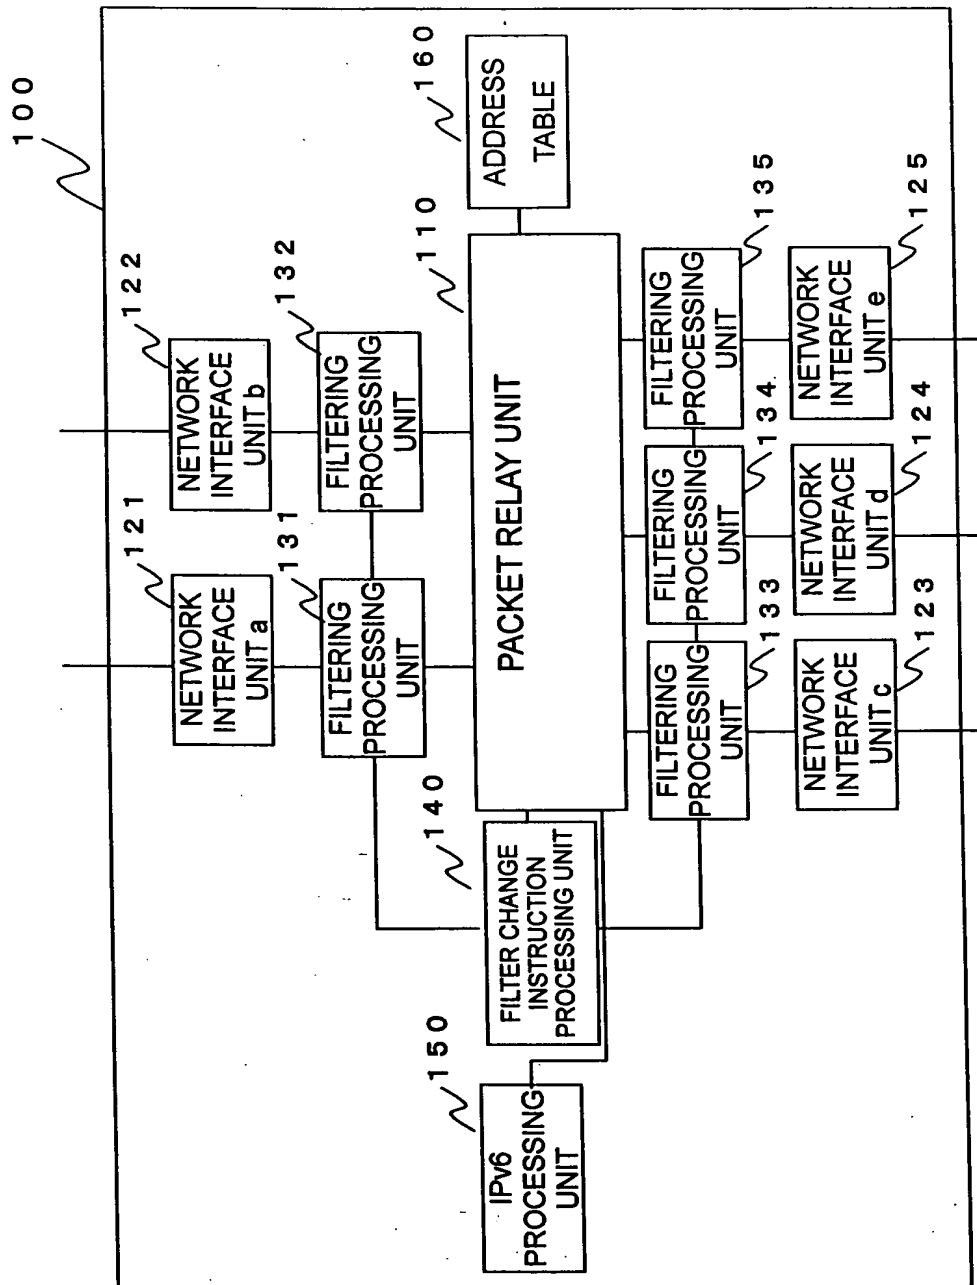 100
NETWORK
INTERFACE
UNIT a
121
NETWORK
INTERFACE
UNIT b
122
FILTERING
PROCESSING
UNIT
131
FILTERING
PROCESSING
UNIT
132
IPv6
PROCESSING
UNIT
150
FILTER CHANGE
INSTRUCTION
PROCESSING UNIT
140
PACKET RELAY UNIT
110
ADDRESS
TABLE
160
FILTERING
PROCESSING
UNIT
133
FILTERING
PROCESSING
UNIT
134
FILTERING
PROCESSING
UNIT
135
NETWORK
INTERFACE
UNIT c
123
NETWORK
INTERFACE
UNIT d
124
NETWORK
INTERFACE
UNIT e
125